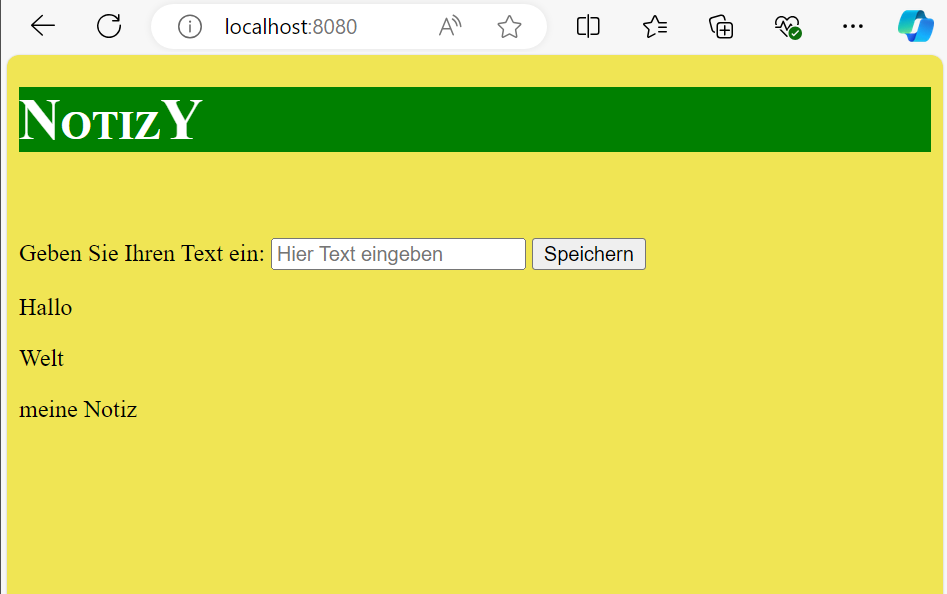 localhost:8080
NotizY
Geben Sie Ihren Text ein: Hier Text eingeben Speichern
Hallo
Welt
meine Notiz